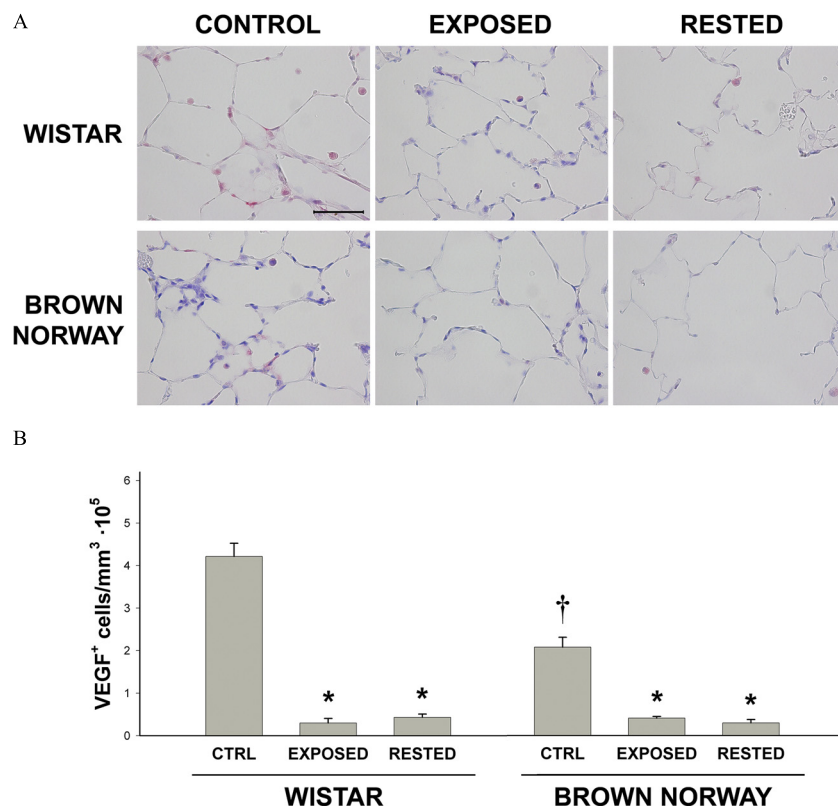 A
CONTROL EXPOSED RESTED
WISTAR
BROWN
NORWAY
B
VEGF⁺ cells/mm³ ·10⁵
6
5
4
3
2
1
0
†
* * * *
CTRL EXPOSED RESTED CTRL EXPOSED RESTED
WISTAR BROWN NORWAY